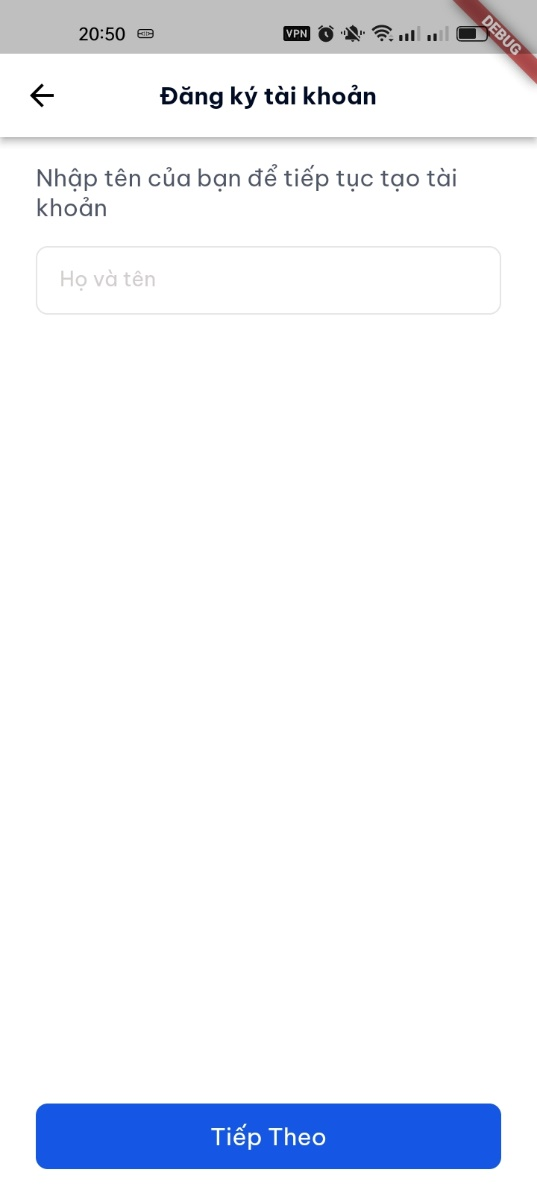 20:50
VPN
DEBUG
Đăng ký tài khoản
Nhập tên của bạn để tiếp tục tạo tài
khoản
Họ và tên
Tiếp Theo